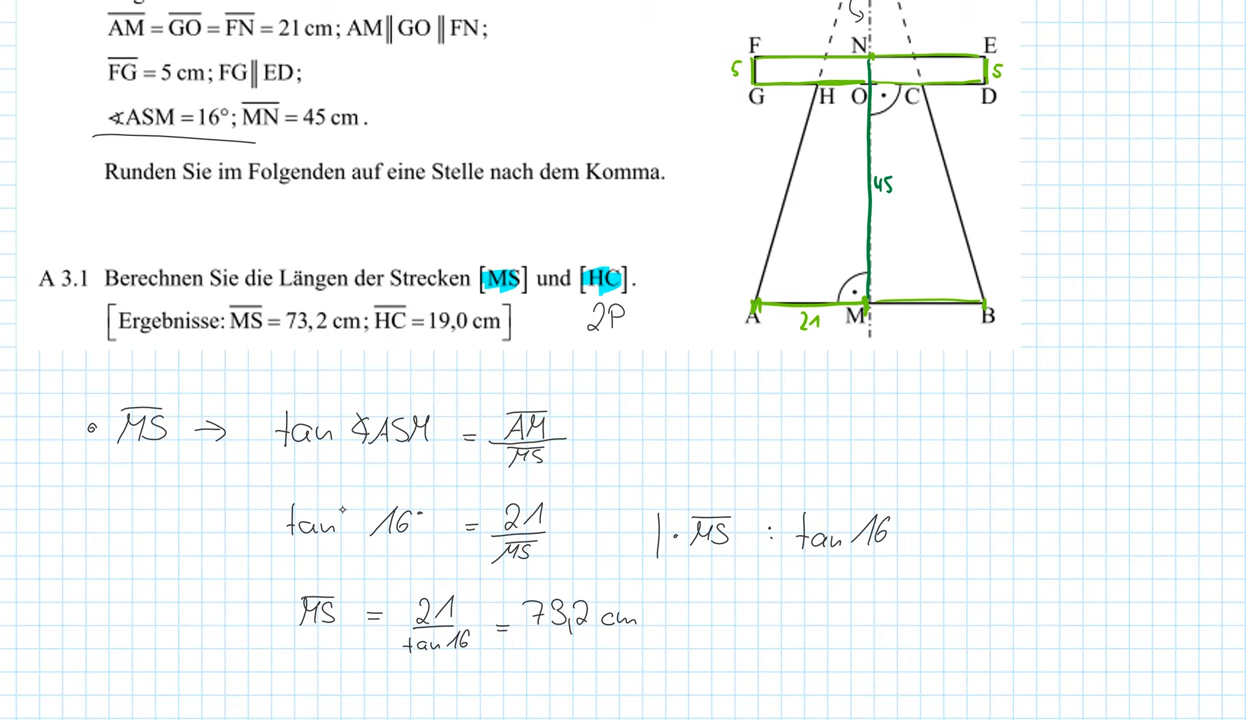 AM = GO = FN = 21 cm; AM ∥ GO ∥ FN;
FG = 5 cm; FG ∥ ED;
∢ASM = 16°; MN = 45 cm.
Runden Sie im Folgenden auf eine Stelle nach dem Komma.
A 3.1 Berechnen Sie die Längen der Strecken [MS] und [HC].
[Ergebnisse: MS = 73,2 cm; HC = 19,0 cm]
2P
F N E
5 5
G H O C D
45
A 21 M B
MS → tan ∢ASM = AM / MS
tan 16° = 21 / MS | · MS : tan 16
MS = 21 / tan 16 = 73,2 cm